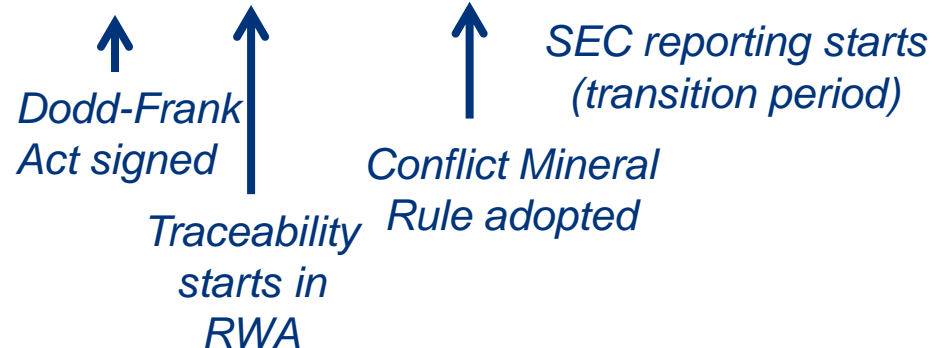 Dodd-Frank
Act signed
Traceability
starts in
RWA
Conflict Mineral
Rule adopted
SEC reporting starts
(transition period)